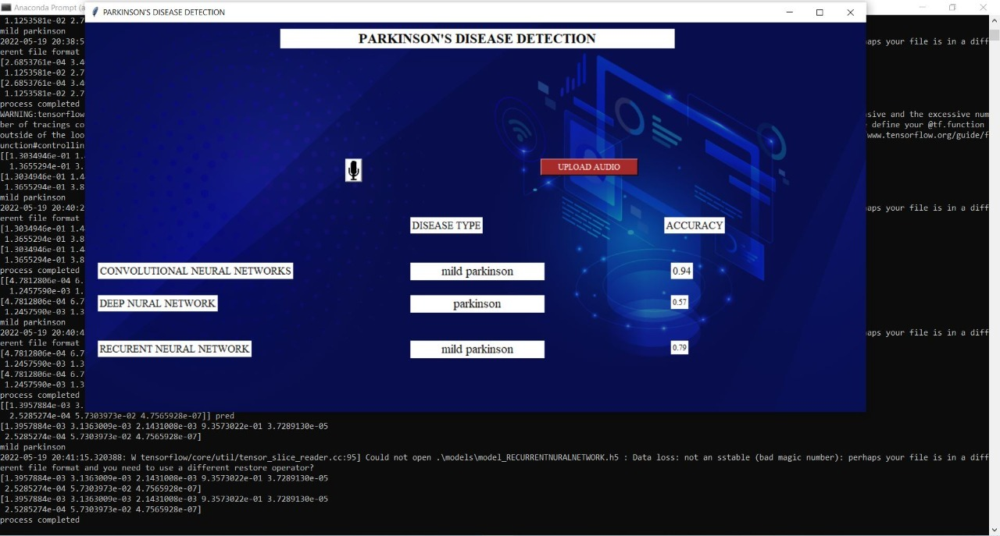 Anaconda Prompt (a
PARKINSON'S DISEASE DETECTION
1.1253581e-02 2.7
mild parkinson
2022-05-19 20:38:5
haps your file is in a diff
erent file format
[2.6853761e-04 3.4
1.1253581e-02 2.7
[2.6853761e-04 3.4
1.1253581e-02 2.7
process completed
WARNING:tensorflow
sive and the excessive num
ber of tracings co
define your @tf.function
outside of the loo
www.tensorflow.org/guide/f
unction#controllin
[[1.3034946e-01 1.
1.3655294e-01 3.
[1.3034946e-01 1.4
1.3655294e-01 3.8
mild parkinson
2022-05-19 20:40:2
aps your file is in a diff
erent file format
[1.3034946e-01 1.4
1.3655294e-01 3.8
[1.3034946e-01 1.4
1.3655294e-01 3.8
process completed
[[4.7812806e-04 6.
1.2457590e-03 1.
[4.7812806e-04 6.7
1.2457590e-03 1.3
mild parkinson
2022-05-19 20:40:4
aps your file is in a diff
erent file format
[4.7812806e-04 6.7
1.2457590e-03 1.3
[4.7812806e-04 6.7
1.2457590e-03 1.3
process completed
[[1.3957884e-03 3.
PARKINSON'S DISEASE DETECTION
UPLOAD AUDIO
DISEASE TYPE ACCURACY
CONVOLUTIONAL NEURAL NETWORKS mild parkinson 0.94
DEEP NURAL NETWORK parkinson 0.57
RECURENT NEURAL NETWORK mild parkinson 0.79
2.5285274e-04 5.7303973e-02 4.7565928e-07]] pred
[1.3957884e-03 3.1363009e-03 2.1431008e-03 9.3573022e-01 3.7289130e-05
2.5285274e-04 5.7303973e-02 4.7565928e-07]
mild parkinson
2022-05-19 20:41:15.320388: W tensorflow/core/util/tensor_slice_reader.cc:95] Could not open .\models\model_RECURRENTNURALNETWORK.h5 : Data loss: not an sstable (bad magic number): perhaps your file is in a diff
erent file format and you need to use a different restore operator?
[1.3957884e-03 3.1363009e-03 2.1431008e-03 9.3573022e-01 3.7289130e-05
2.5285274e-04 5.7303973e-02 4.7565928e-07]
[1.3957884e-03 3.1363009e-03 2.1431008e-03 9.3573022e-01 3.7289130e-05
2.5285274e-04 5.7303973e-02 4.7565928e-07]
process completed